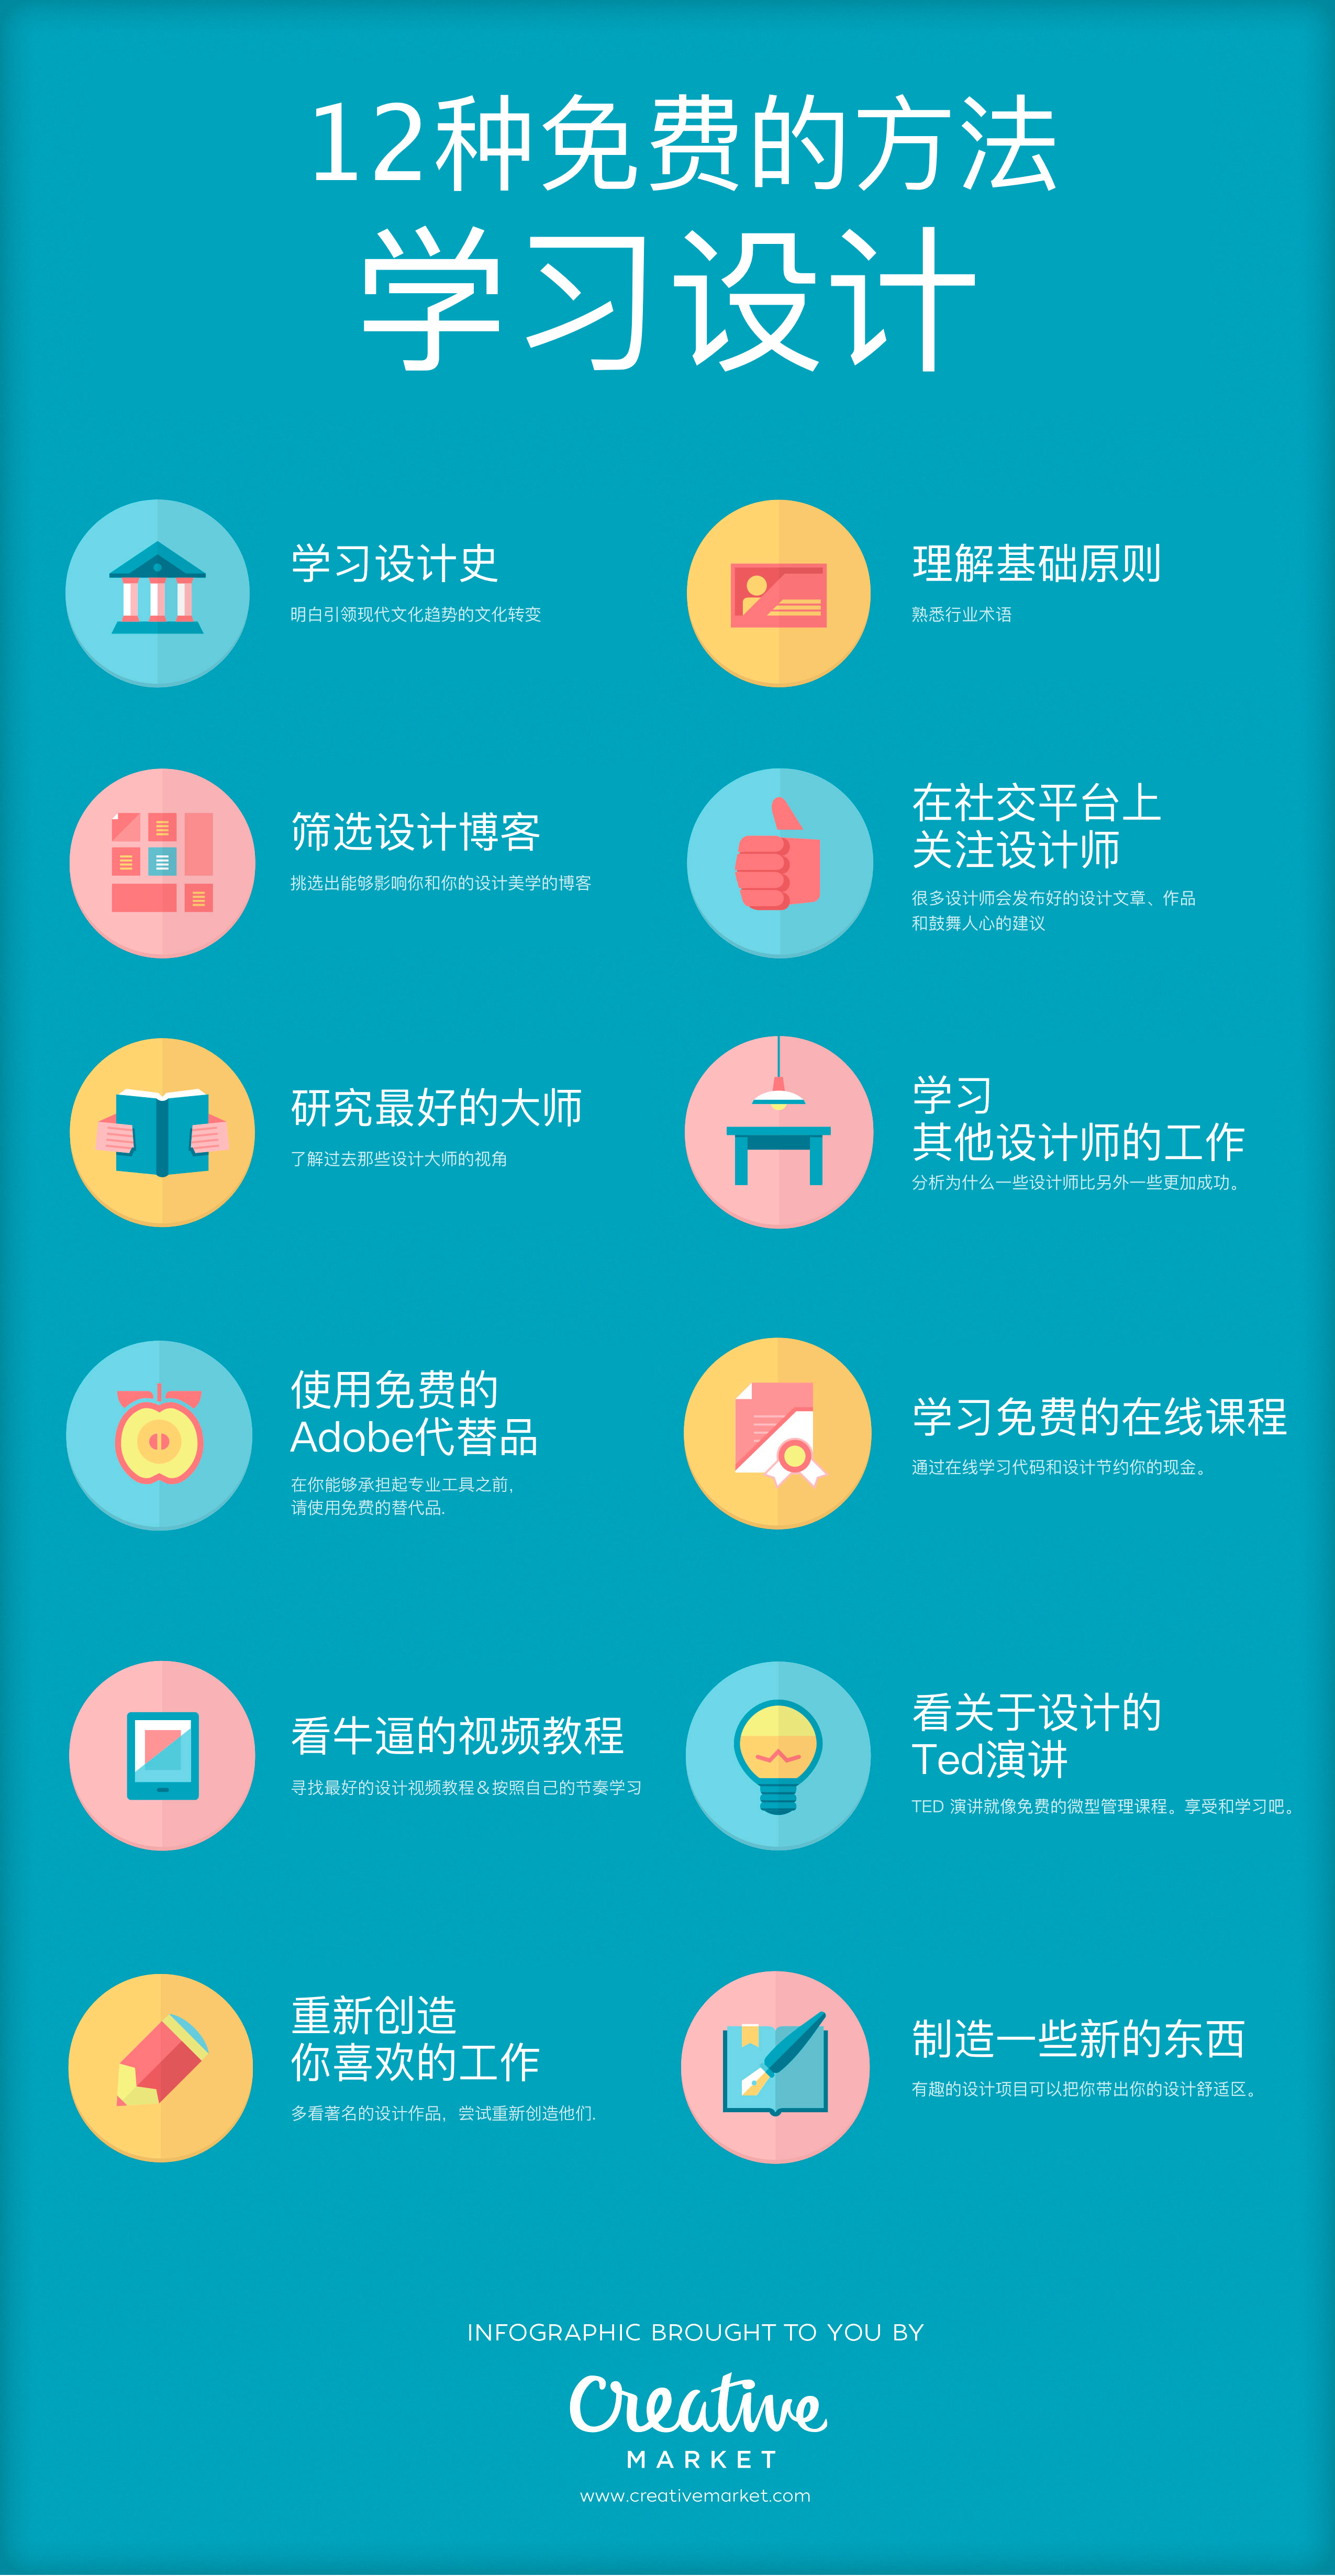 12种免费的方法
学习设计
学习设计史
明白引领现代文化趋势的文化转变
理解基础原则
熟悉行业术语
筛选设计博客
挑选出能够影响你和你的设计美学的博客
在社交平台上
关注设计师
很多设计师会发布好的设计文章、作品
和鼓舞人心的建议
研究最好的大师
了解过去那些设计大师的视角
学习
其他设计师的工作
分析为什么一些设计师比另外一些更加成功。
使用免费的
Adobe代替品
在你能够承担起专业工具之前,
请使用免费的替代品.
学习免费的在线课程
通过在线学习代码和设计节约你的现金。
看牛逼的视频教程
寻找最好的设计视频教程&按照自己的节奏学习
看关于设计的
Ted演讲
TED 演讲就像免费的微型管理课程。享受和学习吧。
重新创造
你喜欢的工作
多看著名的设计作品，尝试重新创造他们.
制造一些新的东西
有趣的设计项目可以把你带出你的设计舒适区。
INFOGRAPHIC BROUGHT TO YOU BY
Creative
MARKET
www.creativemarket.com